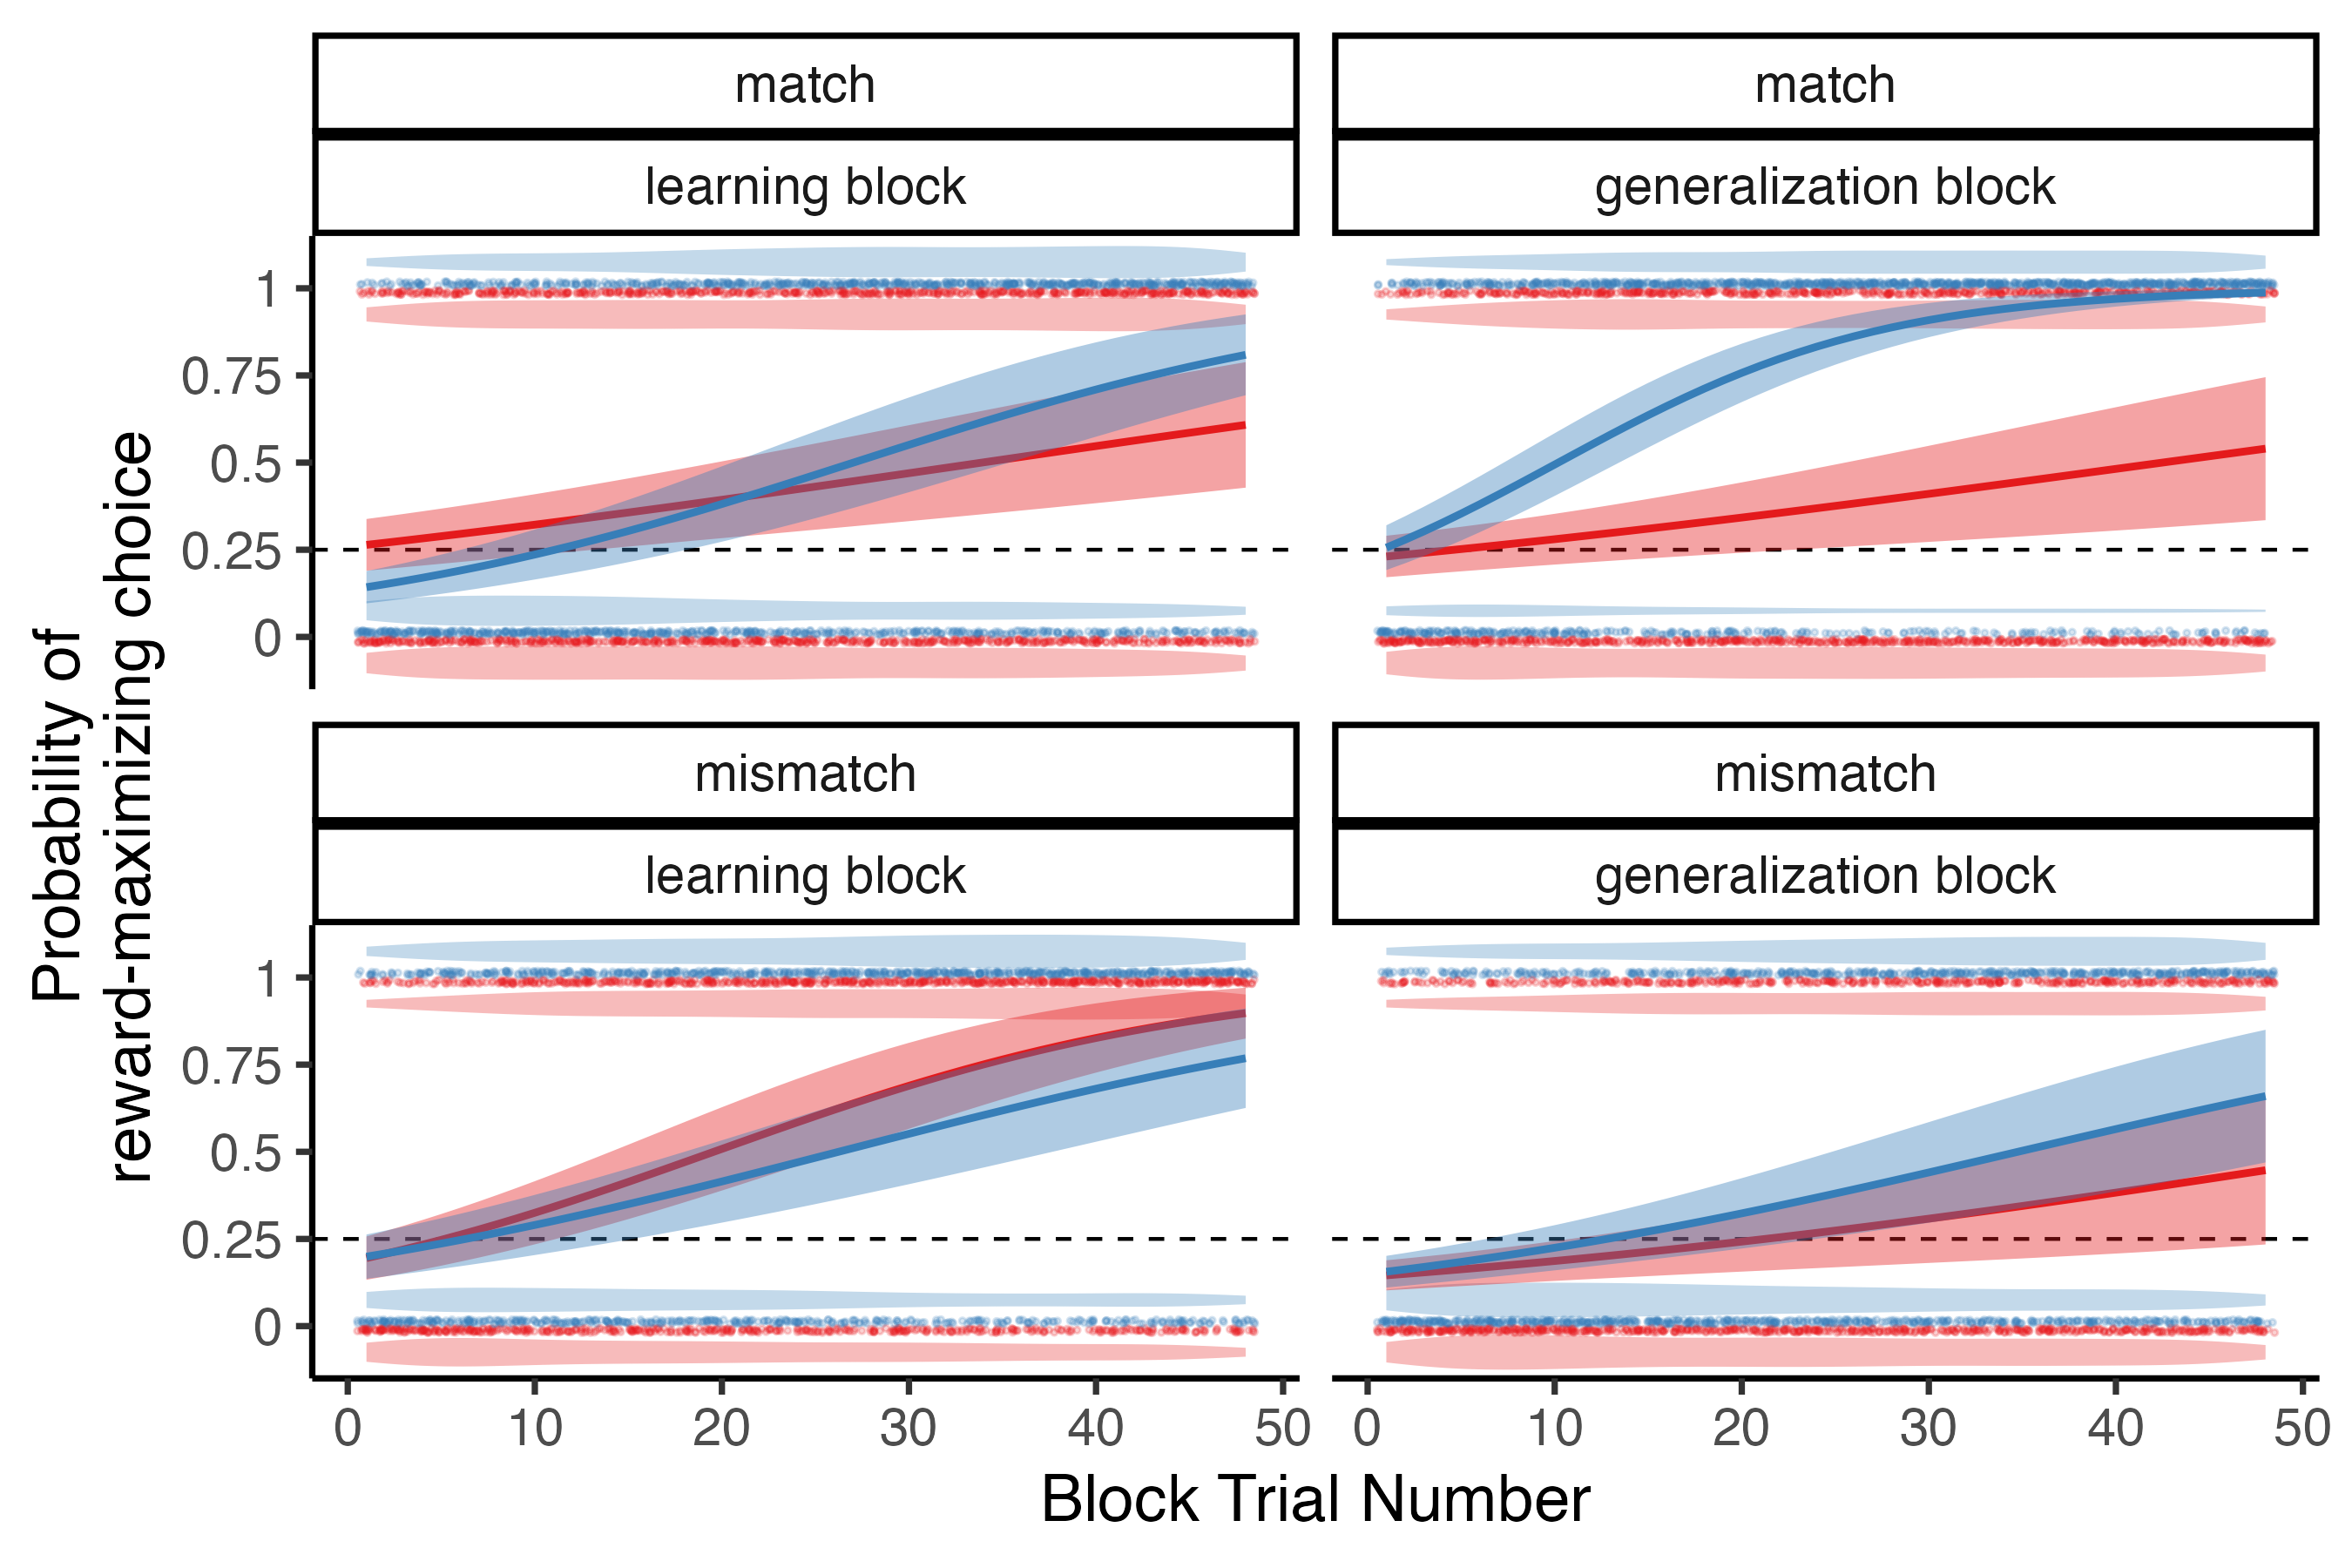 match
match
learning block
generalization block
1
0.75
0.5
0.25
0
mismatch
mismatch
learning block
generalization block
1
0.75
0.5
0.25
0
0 10 20 30 40 50
0 10 20 30 40 50
Block Trial Number
Probability of
reward-maximizing choice